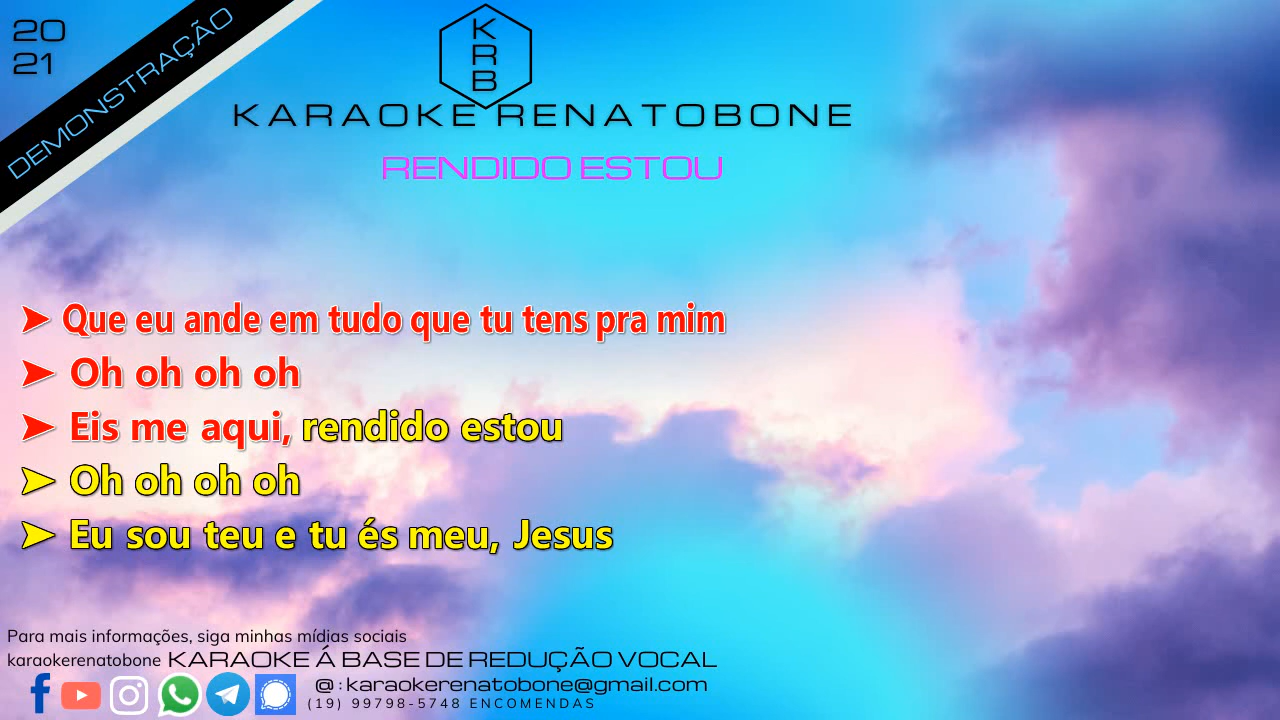 20
21
DEMONSTRAÇÃO
K
R
B
KARAOKE RENATOBONE
RENDIDO ESTOU
➤ Que eu ande em tudo que tu tens pra mim
➤ Oh oh oh oh
➤ Eis me aqui, rendido estou
➤ Oh oh oh oh
➤ Eu sou teu e tu és meu, Jesus
Para mais informações, siga minhas mídias sociais
karaokerenatobone KARAOKE Á BASE DE REDUÇÃO VOCAL
@:karaokerenatobone@gmail.com
(19) 99798-5748 ENCOMENDAS